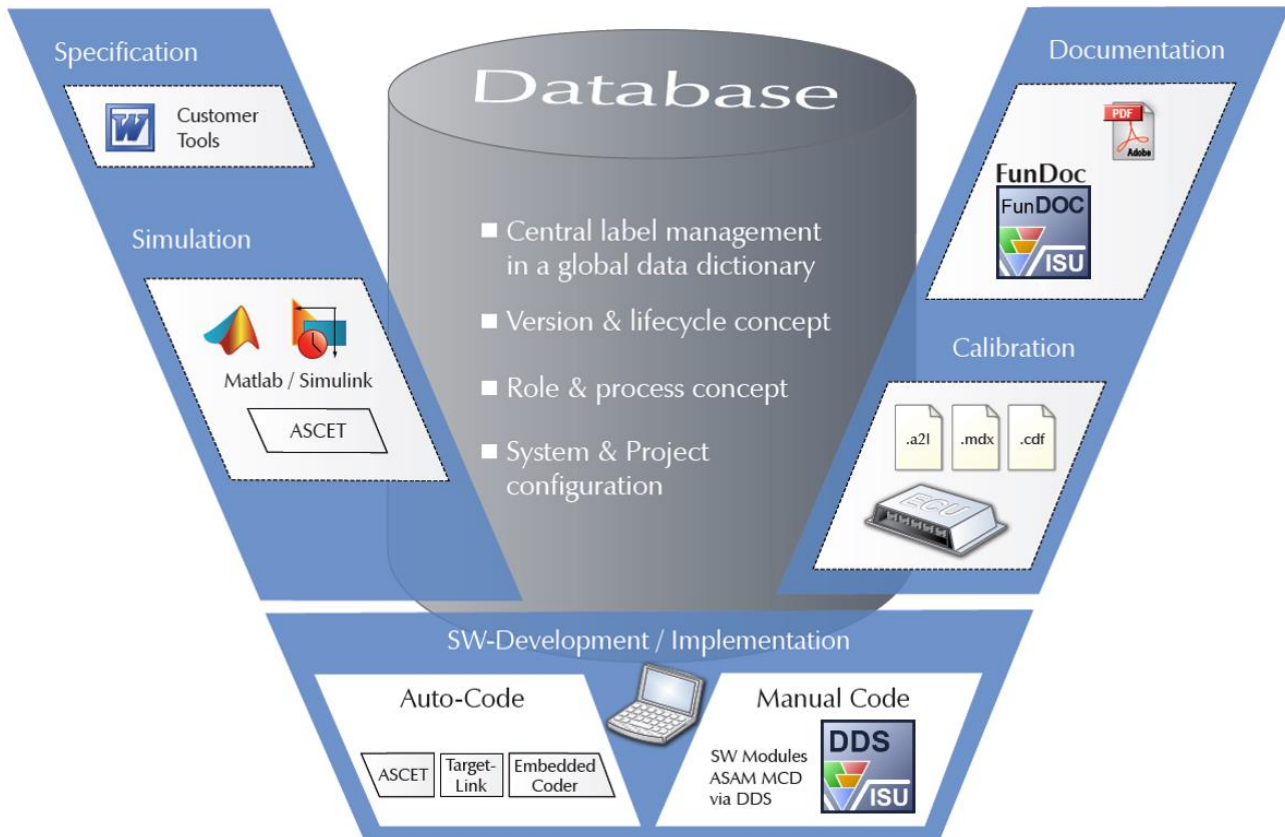 Specification
W
Customer
Tools
Simulation
Matlab / Simulink
ASCET
Database
■ Central label management
in a global data dictionary
■ Version & lifecycle concept
■ Role & process concept
■ System & Project
configuration
Documentation
PDF
Adobe
FunDoc
FunDOC
ISU
Calibration
.a2l
.mdx
.cdf
ECU
SW-Development / Implementation
Auto-Code
ASCET
Target-
Link
Embedded
Coder
Manual Code
SW Modules
ASAM MCD
via DDS
DDS
ISU